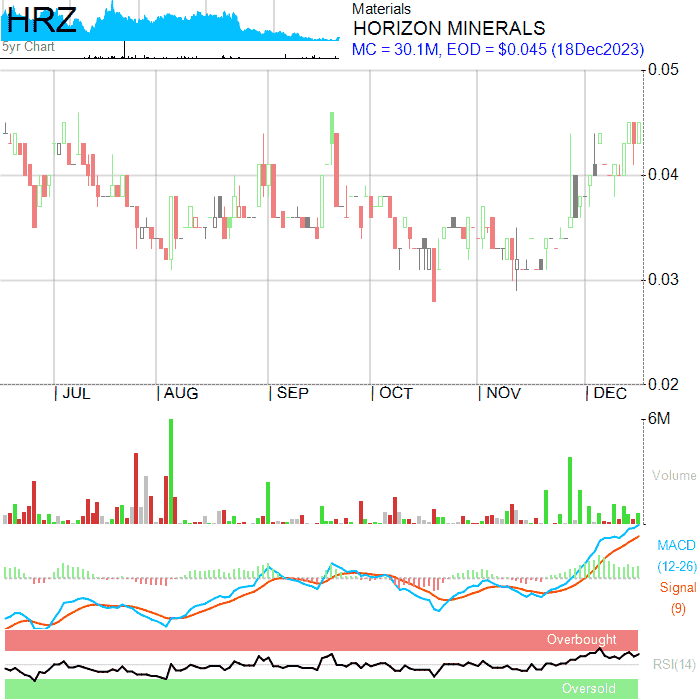 HRZ
5yr Chart
Materials
HORIZON MINERALS
MC = 30.1M, EOD = $0.045 (18Dec2023)
0.05
0.04
0.03
0.02
JUL AUG SEP OCT NOV DEC
6M
Volume
MACD
(12-26)
Signal
(9)
Overbought
RSI(14)
Oversold